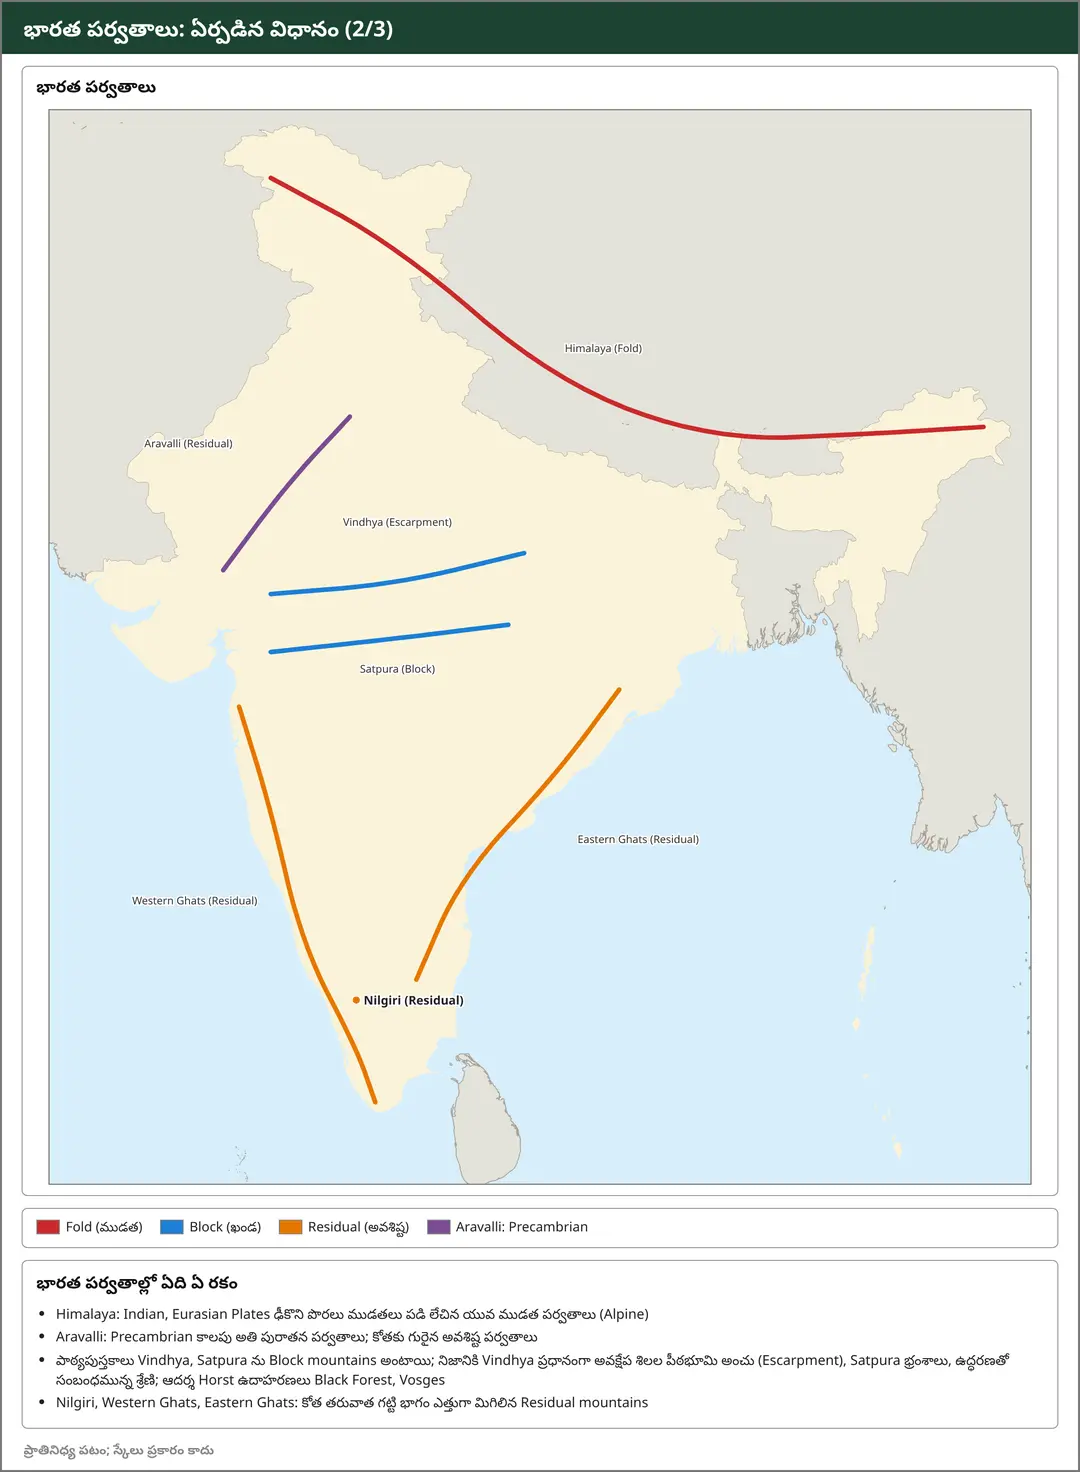 భారత పర్వతాలు: ఏర్పడిన విధానం (2/3)
భారత పర్వతాలు
Himalaya (Fold)
Aravalli (Residual)
Vindhya (Escarpment)
Satpura (Block)
Eastern Ghats (Residual)
Western Ghats (Residual)
Nilgiri (Residual)
Fold (ముడత)
Block (ఖండ)
Residual (అవశిష్ట)
Aravalli: Precambrian
భారత పర్వతాల్లో ఏది ఏ రకం
• Himalaya: Indian, Eurasian Plates ఢీకొని పొరలు ముడతలు పడి లేచిన యువ ముడత పర్వతాలు (Alpine)
• Aravalli: Precambrian కాలపు అతి పురాతన పర్వతాలు; కోతకు గురైన అవశిష్ట పర్వతాలు
• పాఠ్యపుస్తకాలు Vindhya, Satpura ను Block mountains అంటాయి; నిజానికి Vindhya ప్రధానంగా అవక్షేప శిలల పీఠభూమి అంచు (Escarpment), Satpura భ్రంశాలు, ఉద్ధరణతో
సంబంధమున్న శ్రేణి; ఆదర్శ Horst ఉదాహరణలు Black Forest, Vosges
• Nilgiri, Western Ghats, Eastern Ghats: కోత తరువాత గట్టి భాగం ఎత్తుగా మిగిలిన Residual mountains
ప్రాతినిధ్య పటం; స్కేలు ప్రకారం కాదు